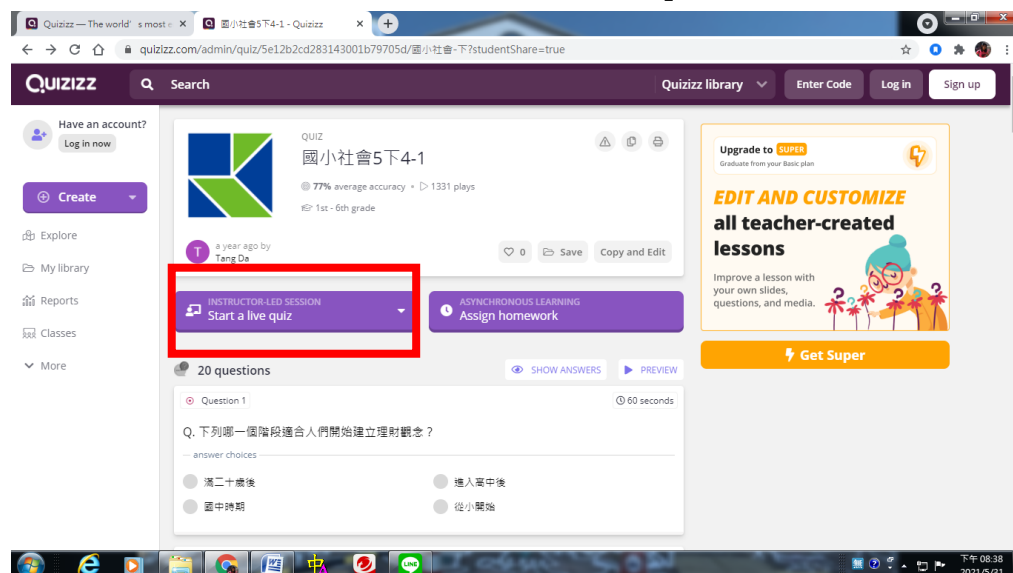 Quizizz — The world's most e
國小社會5下4-1 - Quizizz
quizizz.com/admin/quiz/5e12b2cd283143001b79705d/國小社會-下?studentShare=true
QUIZIZZ
Search
Quizizz library
Enter Code
Log in
Sign up
Have an account?
Log in now
Create
Explore
My library
Reports
Classes
More
QUIZ
國小社會5下4-1
77% average accuracy • 1331 plays
1st - 6th grade
T
a year ago by
Tang Da
0
Save
Copy and Edit
INSTRUCTOR-LED SESSION
Start a live quiz
ASYNCHRONOUS LEARNING
Assign homework
20 questions
SHOW ANSWERS
PREVIEW
Question 1
60 seconds
Q. 下列哪一個階段適合人們開始建立理財觀念？
answer choices
滿二十歲後
進入高中後
國中時期
從小開始
Upgrade to SUPER
Graduate from your Basic plan
EDIT AND CUSTOMIZE
all teacher-created
lessons
Improve a lesson with
your own slides,
questions, and media.
Get Super
中
LINE
下午 08:38
2021/5/31